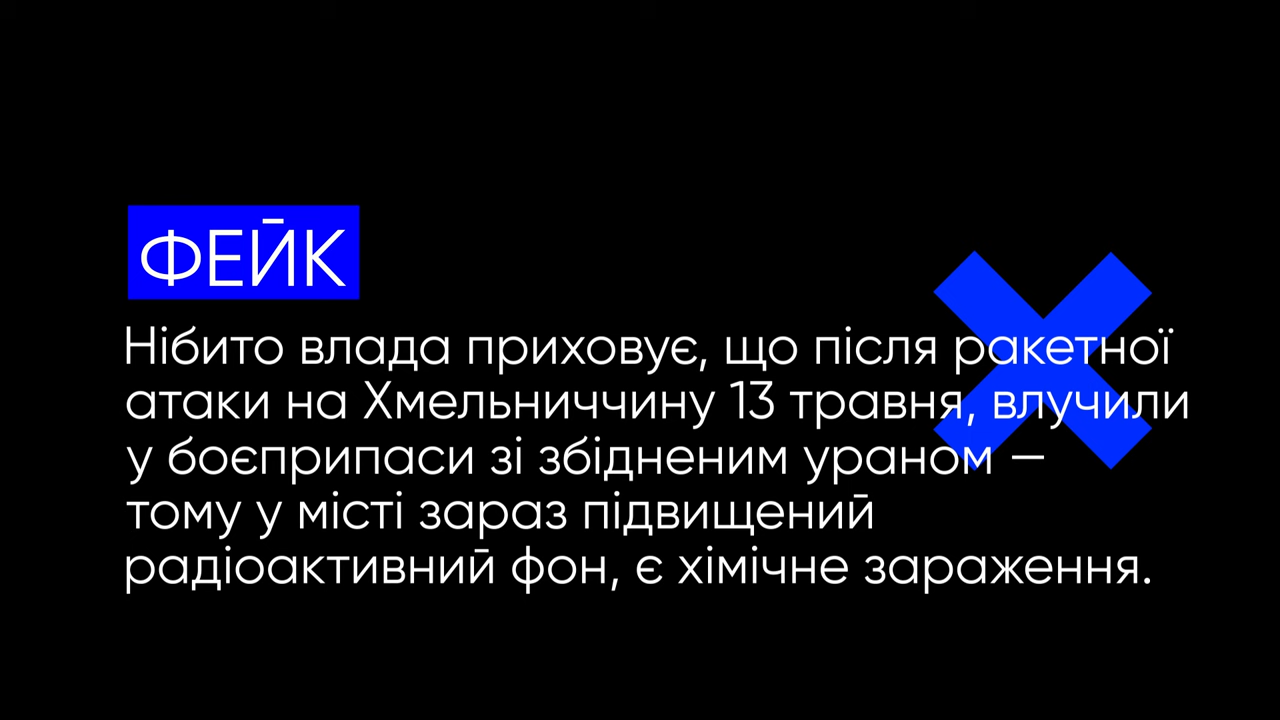 ФЕЙК
Нібито влада приховує, що після ракетної
атаки на Хмельниччину 13 травня, влучили
у боєприпаси зі збідненим ураном —
тому у місті зараз підвищений
радіоактивний фон, є хімічне зараження.